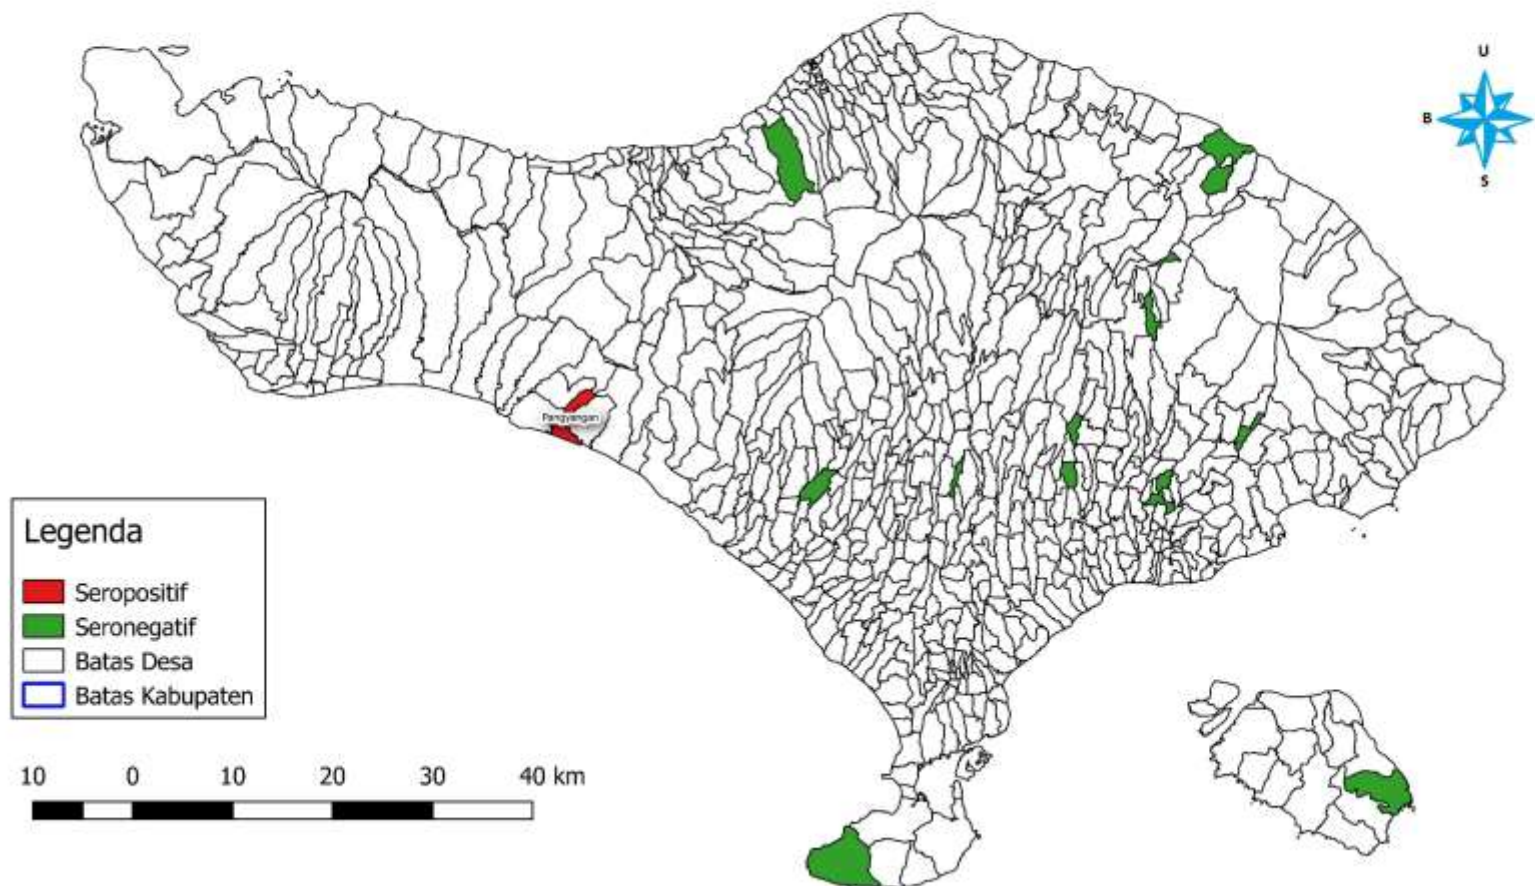 U
B
S
Pangyangan
Legenda
Seropositif
Seronegatif
Batas Desa
Batas Kabupaten
10 0 10 20 30 40 km